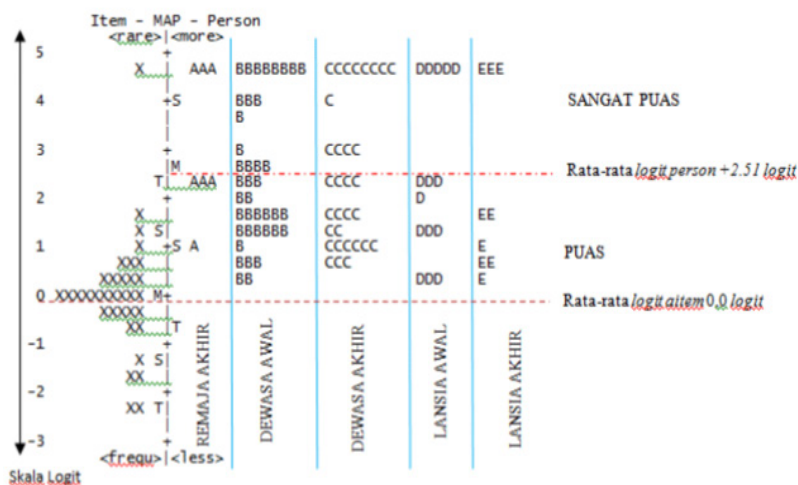 Item - MAP - Person
<rare>|<more>
5 +
X | AAA BBBBBBBB CCCCCCCC DDDDD EEE
|
4 +S BBB C SANGAT PUAS
| B
|
3 + B CCCC
|M BBBB
Rata-rata logit person +2.51 logit
T| AAA BBB CCCC DDD
2 + BB D
X | BBBBBB CCCC EE
X S| BBBBBB CC DDD
1 X +S A B CCCCCC E PUAS
XXX | BBB CCC EE
XXXXX | BB DDD E
0 XXXXXXXXXX M+
Rata-rata logit aitem 0,0 logit
XXXXX |
XX |T
-1 +
X S|
XX |
-2 +
XX T|
-3 +
<frequ>|<less>
REMAJA AKHIR
DEWASA AWAL
DEWASA AKHIR
LANSIA AWAL
LANSIA AKHIR
Skala Logit